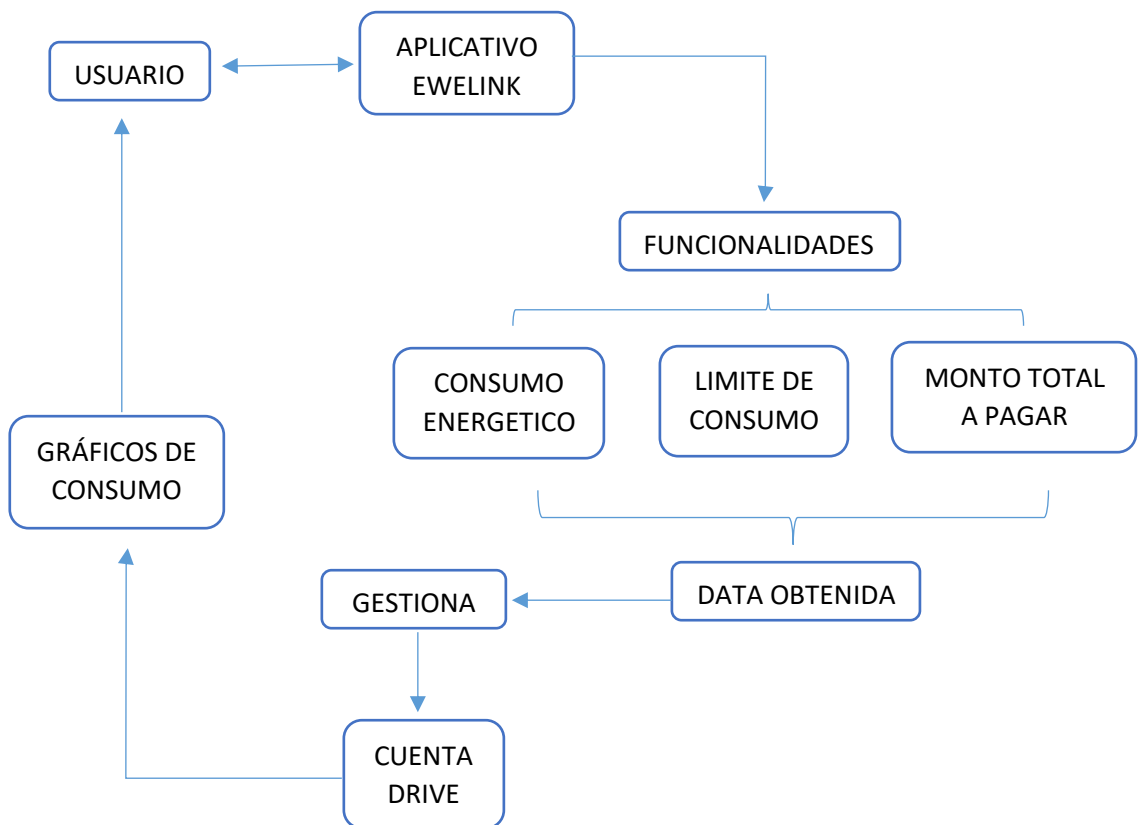 USUARIO
APLICATIVO
EWELINK
FUNCIONALIDADES
CONSUMO
ENERGETICO
LIMITE DE
CONSUMO
MONTO TOTAL
A PAGAR
GRÁFICOS DE
CONSUMO
GESTIONA
DATA OBTENIDA
CUENTA
DRIVE